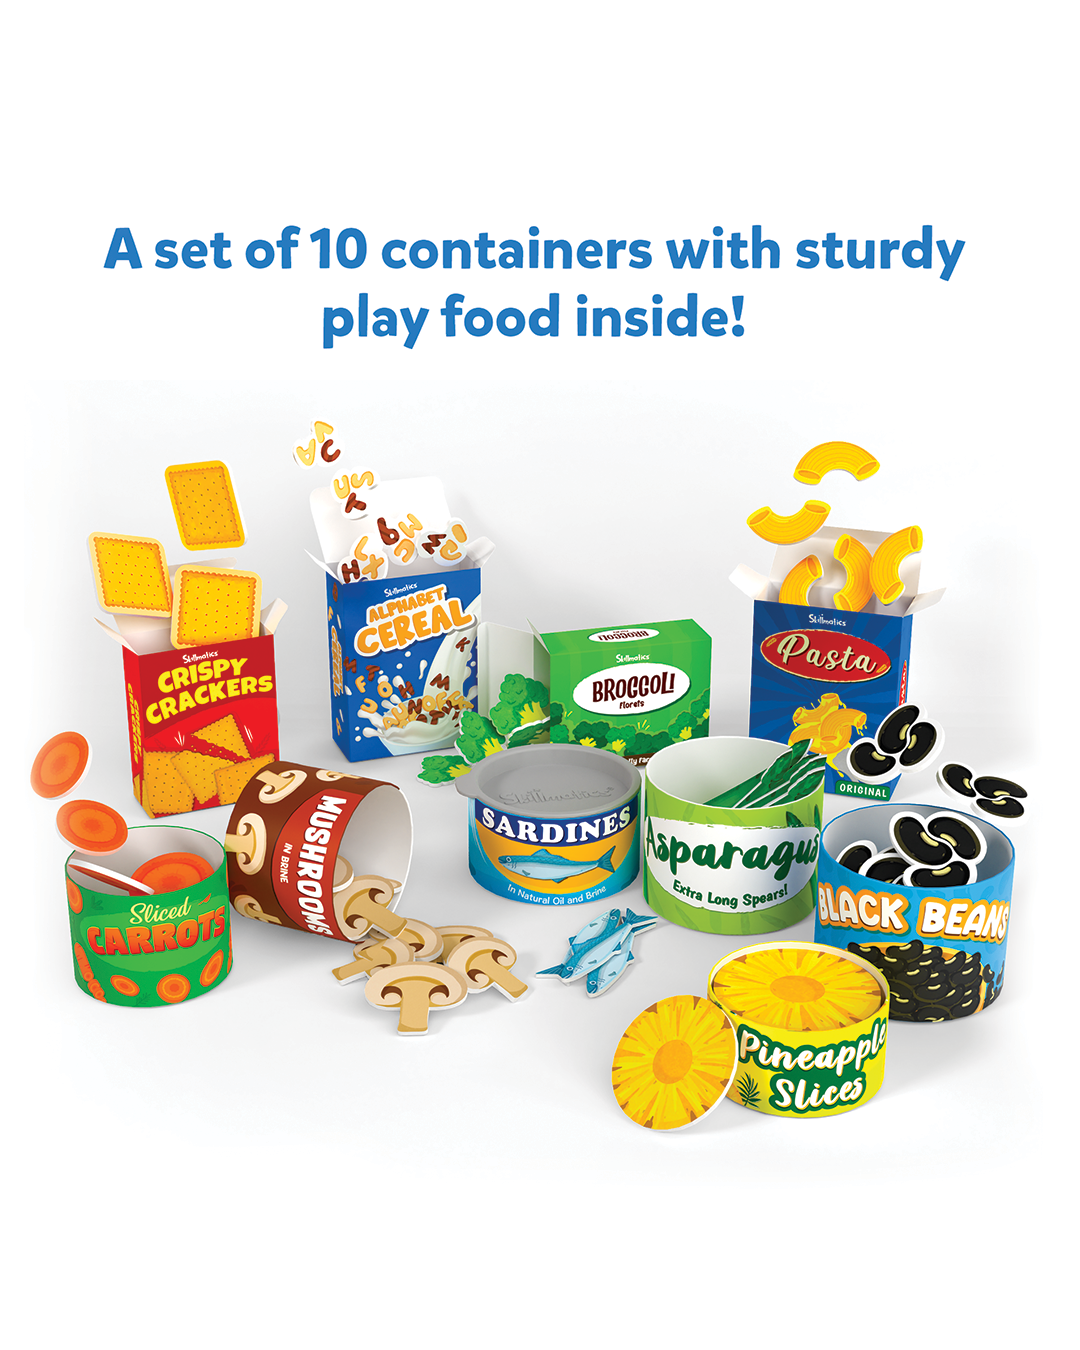 A set of 10 containers with sturdy
play food inside!
Skillmatics
CRISPY
CRACKERS
Skillmatics
ALPHABET
CEREAL
BROCCOLI
Skillmatics
BROCCOLI
florets
Skillmatics
Pasta
ORIGINAL
MUSHROOMS
IN BRINE
Skillmatics
SARDINES
In Natural Oil and Brine
Asparagus
Extra Long Spears!
BLACK BEANS
Sliced
CARROTS
Pineapple
Slices